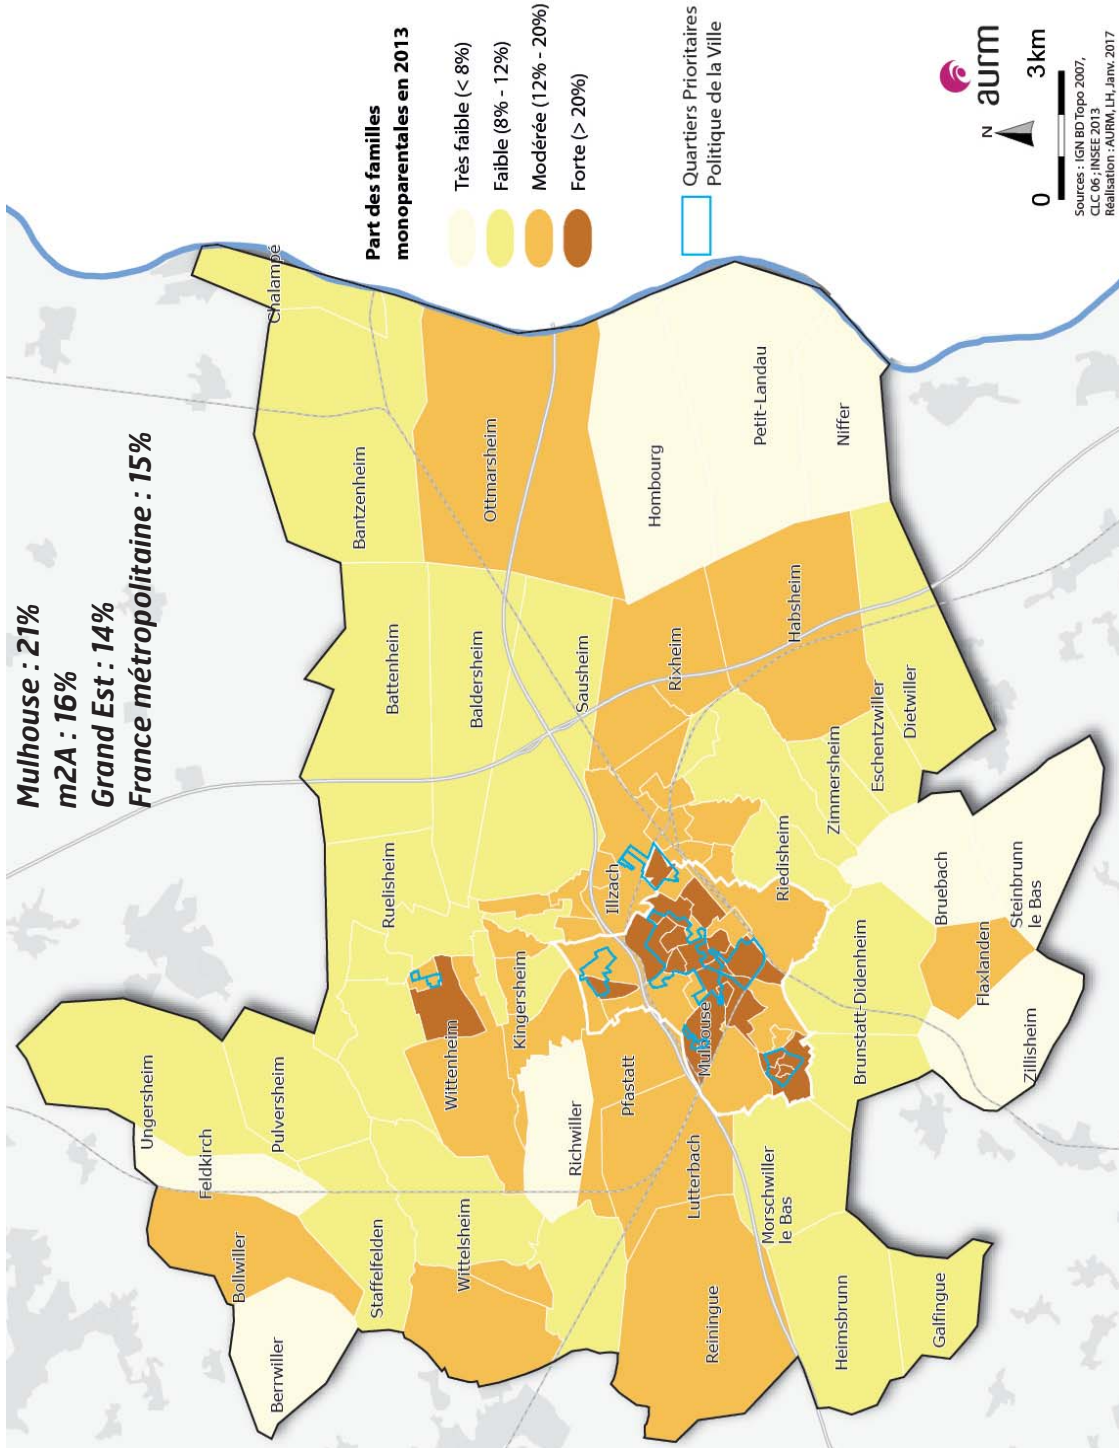 Mulhouse : 21%
m2A : 16%
Grand Est : 14%
France métropolitaine : 15%
Part des familles
monoparentales en 2013
Très faible (< 8%)
Faible (8% - 12%)
Modérée (12% - 20%)
Forte (> 20%)
Quartiers Prioritaires
Politique de la Ville
Chalampé
Bantzenheim
Ottmarsheim
Hombourg
Petit-Landau
Niffer
Battenheim
Baldersheim
Sausheim
Rixheim
Habsheim
Ruelisheim
Illzach
Riedisheim
Zimmersheim
Eschentzwiller
Dietwiller
Ungersheim
Pulversheim
Feldkirch
Wittenheim
Kingersheim
Richwiller
Pfastatt
Mulhouse
Brunstatt-Didenheim
Bruebach
Steinbrunn
le Bas
Flaxlanden
Zillisheim
Bollwiller
Berrwiller
Staffelfelden
Wittelsheim
Lutterbach
Morschwiller
le Bas
Reiningue
Heimsbrunn
Galfingue
N
aurm
0
3km
Sources : IGN BD Topo 2007,
CLC 06 ; INSEE 2013
Réalisation : AURM, LH, Janv. 2017